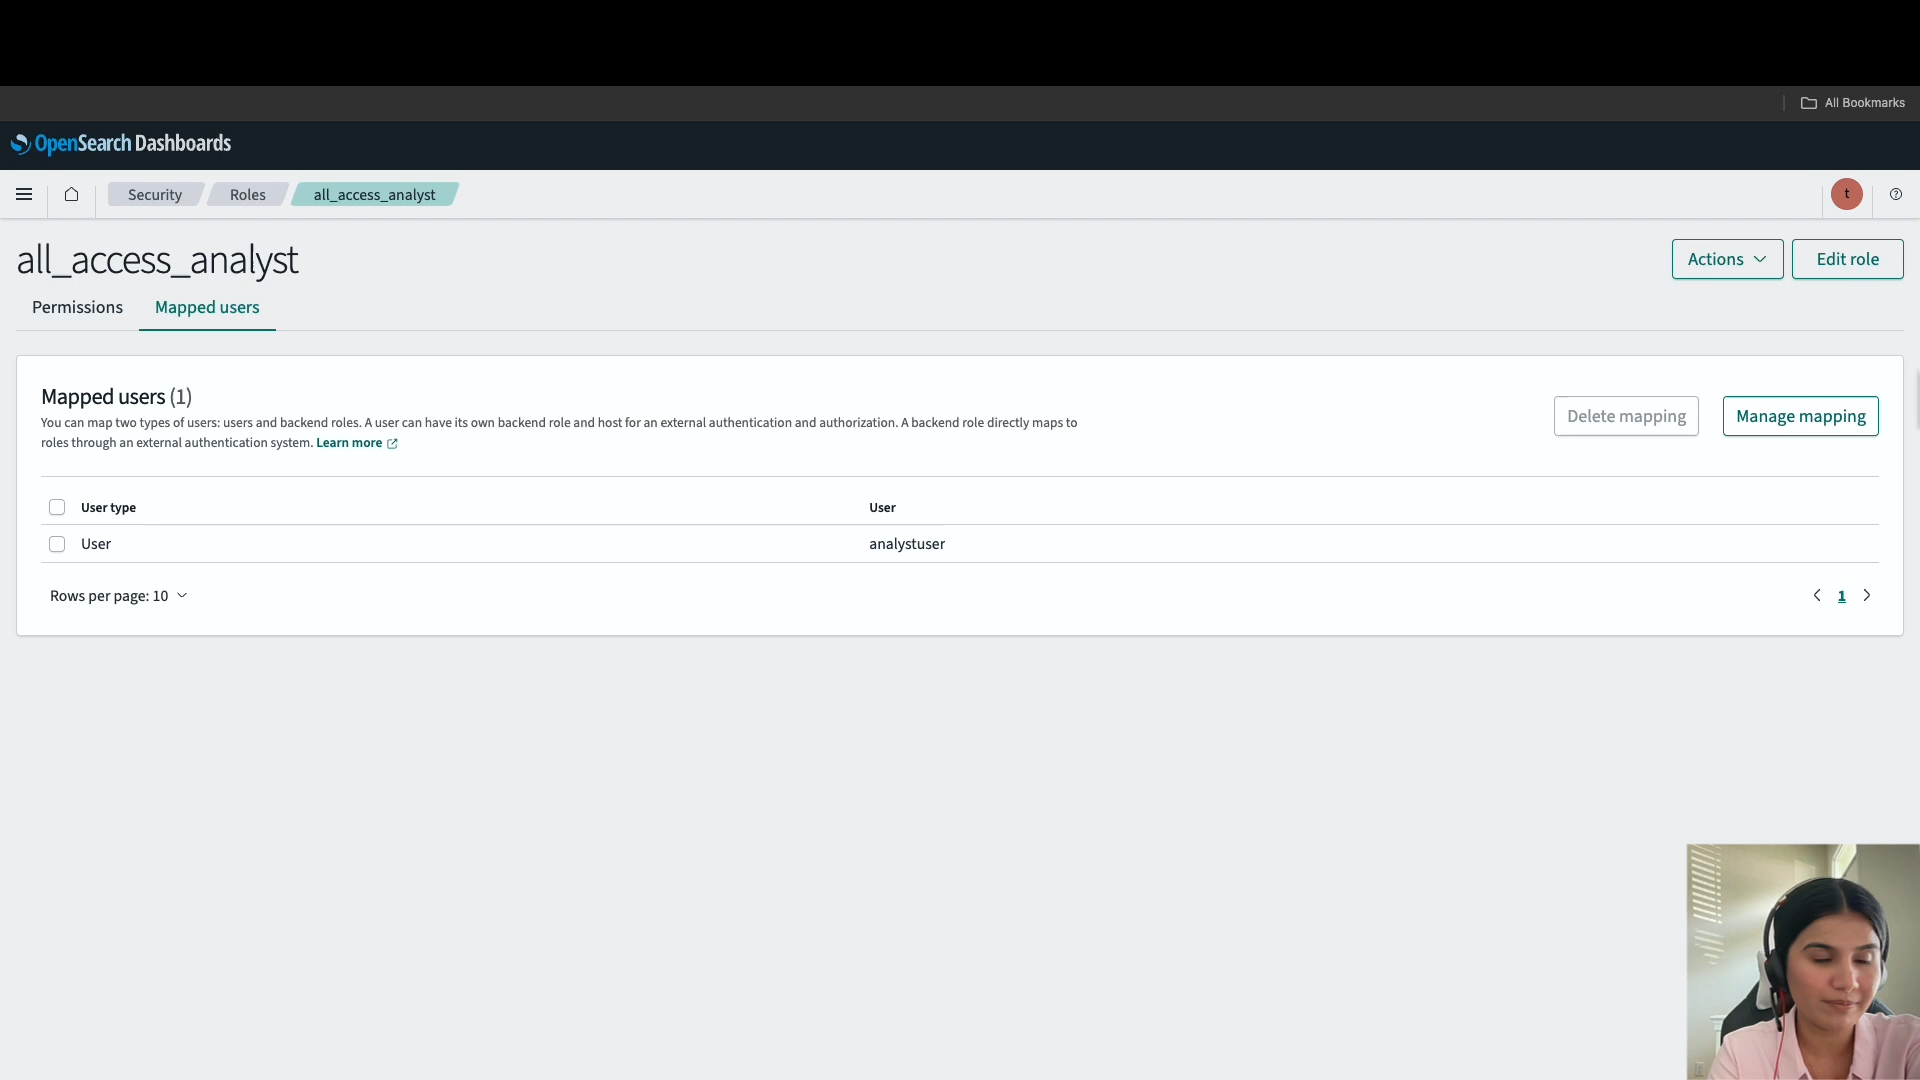 All Bookmarks
OpenSearch Dashboards
Security
Roles
all_access_analyst
t
all_access_analyst
Actions
Edit role
Permissions
Mapped users
Mapped users (1)
You can map two types of users: users and backend roles. A user can have its own backend role and host for an external authentication and authorization. A backend role directly maps to
roles through an external authentication system. Learn more
Delete mapping
Manage mapping
User type
User
User
analystuser
Rows per page: 10
1